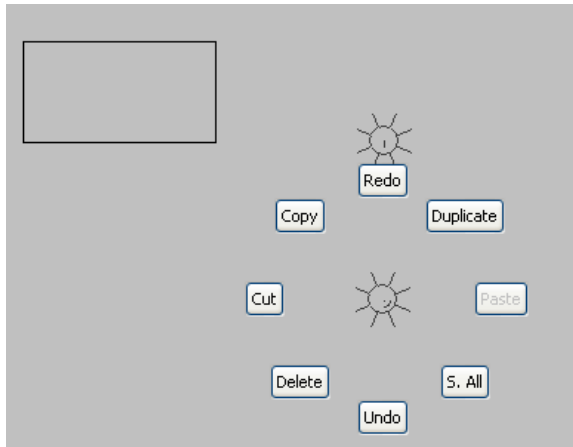 Redo
Copy Duplicate
Cut Paste
Delete S. All
Undo